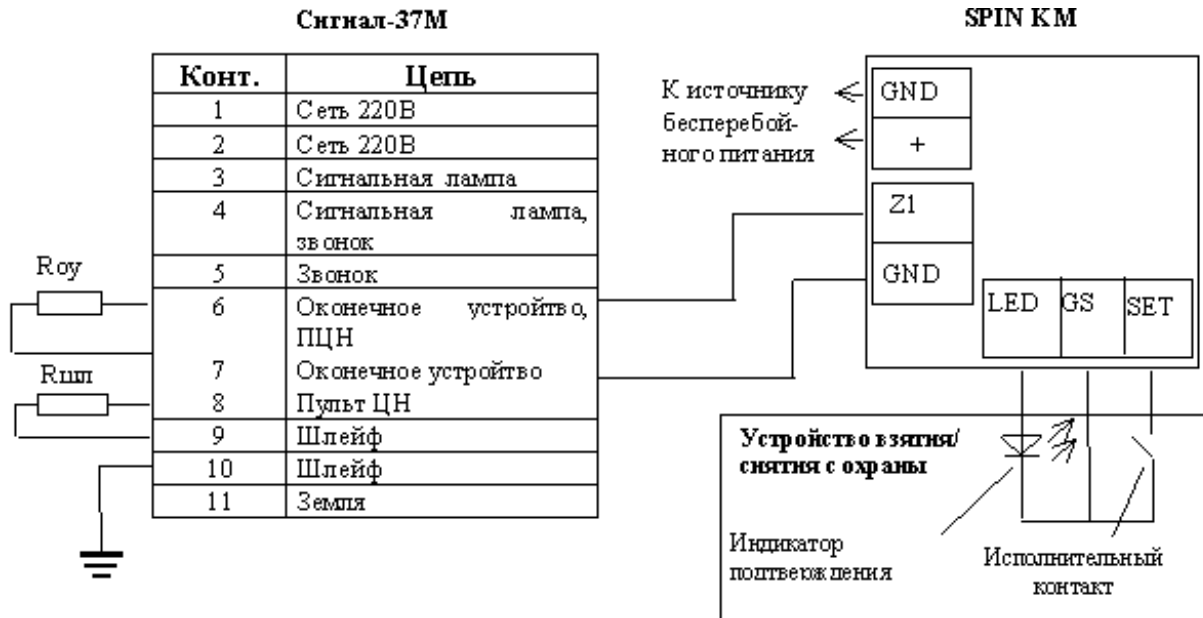 Сигнал-37М
SPIN KM
Конт. Цепь
1 Сеть 220В
2 Сеть 220В
3 Сигнальная лампа
4 Сигнальная лампа,
звонок
5 Звонок
6 Оконечное устройтво,
ПЦН
7 Оконечное устройтво
8 Пульт ЦН
9 Шлейф
10 Шлейф
11 Земля
Rоу
Rшл
К источнику
бесперебой-
ного питания
GND
+
Z1
GND
LED GS SET
Устройство взятия/
снятия с охраны
Индикатор
подтверждения
Исполнительный
контакт